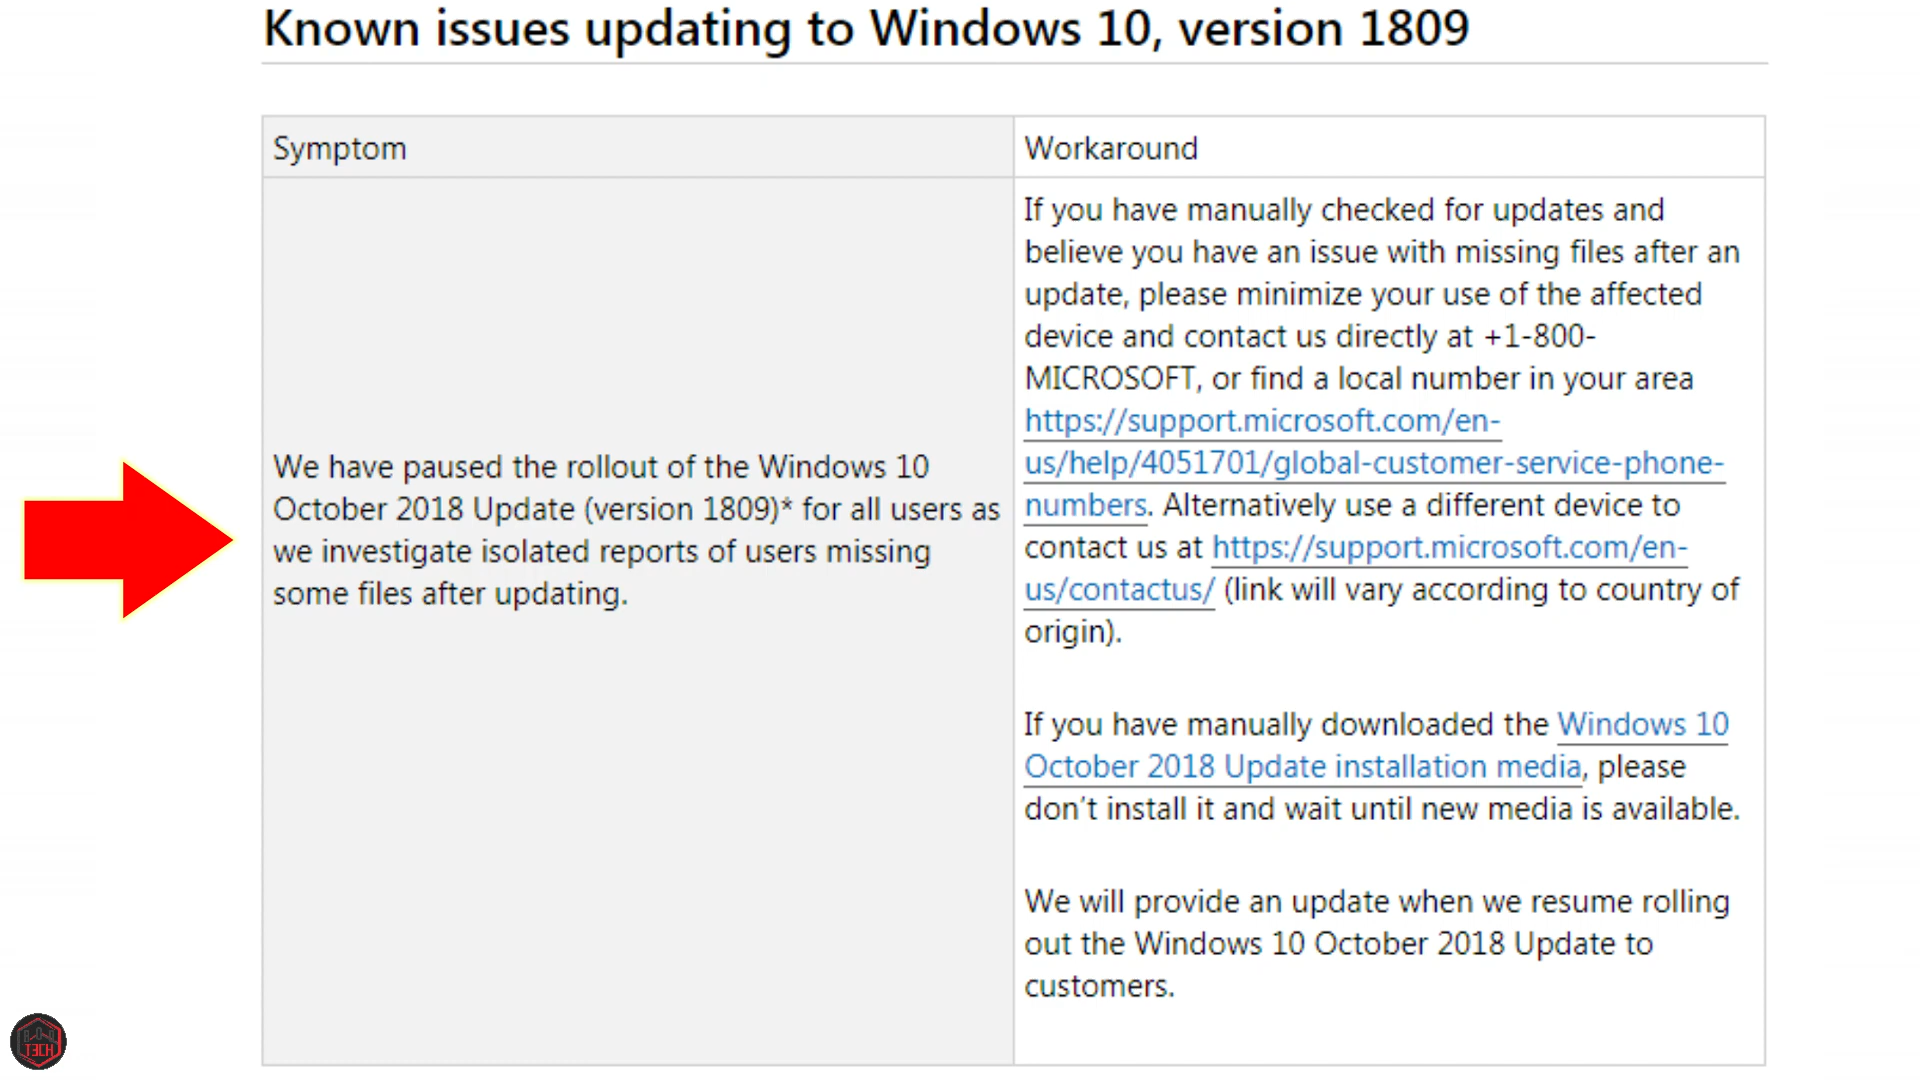 Known issues updating to Windows 10, version 1809
Symptom
Workaround
We have paused the rollout of the Windows 10
October 2018 Update (version 1809)* for all users as
we investigate isolated reports of users missing
some files after updating.
If you have manually checked for updates and
believe you have an issue with missing files after an
update, please minimize your use of the affected
device and contact us directly at +1-800-
MICROSOFT, or find a local number in your area
https://support.microsoft.com/en-
us/help/4051701/global-customer-service-phone-
numbers. Alternatively use a different device to
contact us at https://support.microsoft.com/en-
us/contactus/ (link will vary according to country of
origin).
If you have manually downloaded the Windows 10
October 2018 Update installation media, please
don’t install it and wait until new media is available.
We will provide an update when we resume rolling
out the Windows 10 October 2018 Update to
customers.
T3CH